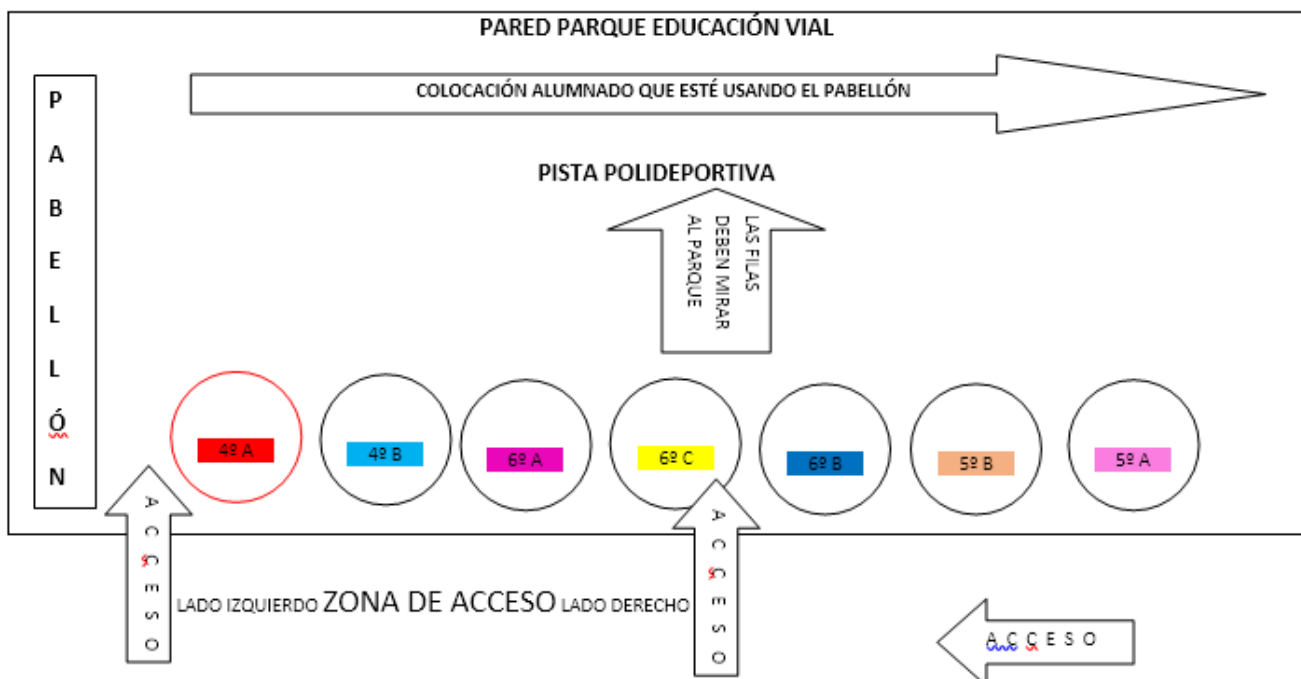 PARED PARQUE EDUCACIÓN VIAL
COLOCACIÓN ALUMNADO QUE ESTÉ USANDO EL PABELLÓN
P A B E L L Ó N
PISTA POLIDEPORTIVA
LAS FILAS
DEBEN MIRAR
AL PARQUE
4º A
4º B
6º A
6º C
6º B
5º B
5º A
A C C E S O
A C C E S O
LADO IZQUIERDO ZONA DE ACCESO LADO DERECHO
A C C E S O